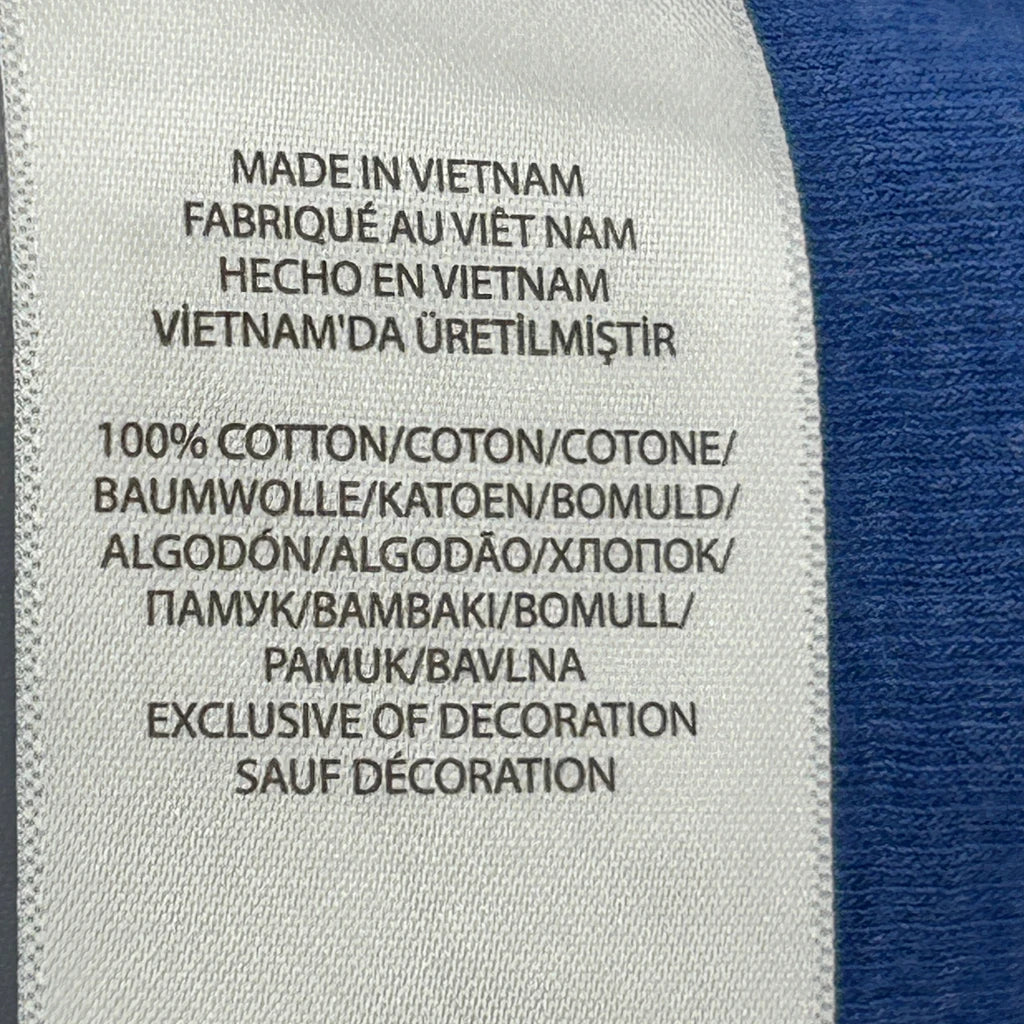 MADE IN VIETNAM
FABRIQUÉ AU VIÊT NAM
HECHO EN VIETNAM
VİETNAM'DA ÜRETİLMİŞTİR
100% COTTON/COTON/COTONE/
BAUMWOLLE/KATOEN/BOMULD/
ALGODÓN/ALGODÃO/ХЛОПОК/
ПАМУК/BAMBAKI/BOMULL/
PAMUK/BAVLNA
EXCLUSIVE OF DECORATION
SAUF DÉCORATION